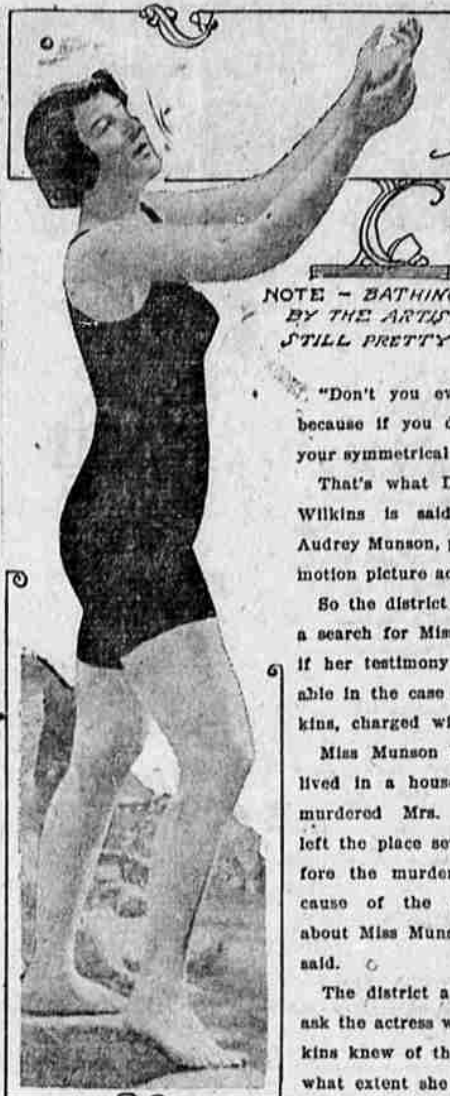 NOTE - BATHING
BY THE ARTIS
STILL PRETTY
"Don't you ev
because if you d
your symmetrical
That's what D
Wilkins is said
Audrey Munson, p
motion picture ac
So the district
a search for Miss
if her testimony
able in the case
kins, charged wi
Miss Munson
lived in a hous
murdered Mrs.
left the place se
fore the murder
cause of the
about Miss Muns
said.
The district a
ask the actress w
kins knew of th
what extent she